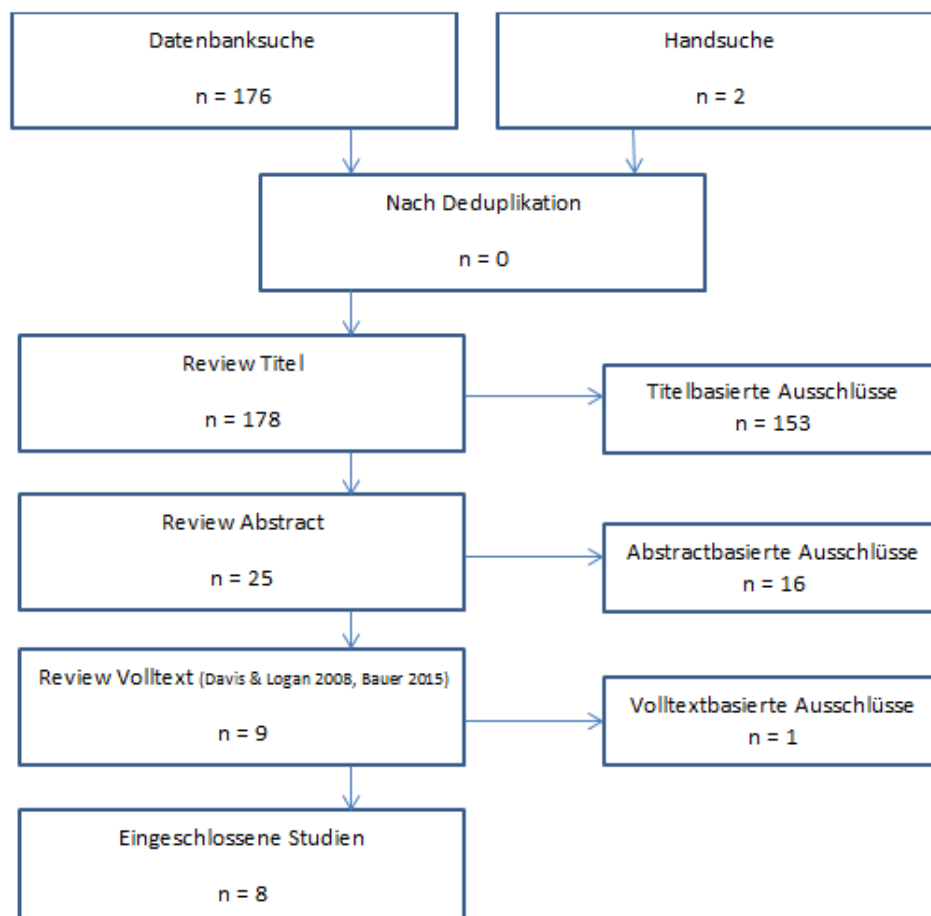 Datenbanksuche
n = 176
Handsuche
n = 2
Nach Deduplikation
n = 0
Review Titel
n = 178
Titelbasierte Ausschlüsse
n = 153
Review Abstract
n = 25
Abstractbasierte Ausschlüsse
n = 16
Review Volltext (Davis & Logan 2008, Bauer 2015)
n = 9
Volltextbasierte Ausschlüsse
n = 1
Eingeschlossene Studien
n = 8